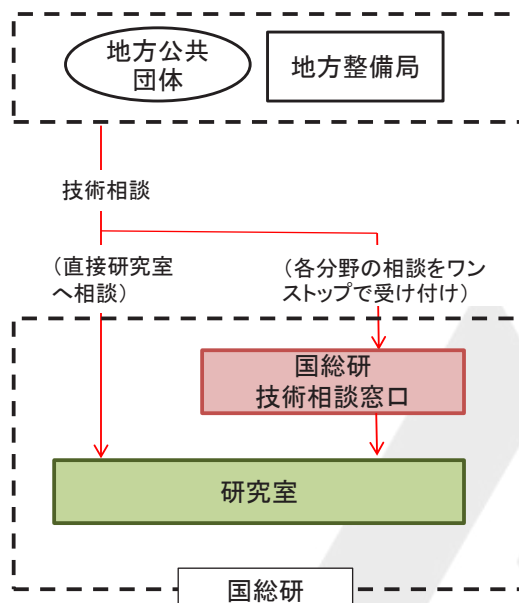 地方公共
団体
地方整備局
技術相談
（直接研究室
へ相談）
（各分野の相談をワン
ストップで受け付け）
国総研
技術相談窓口
研究室
国総研